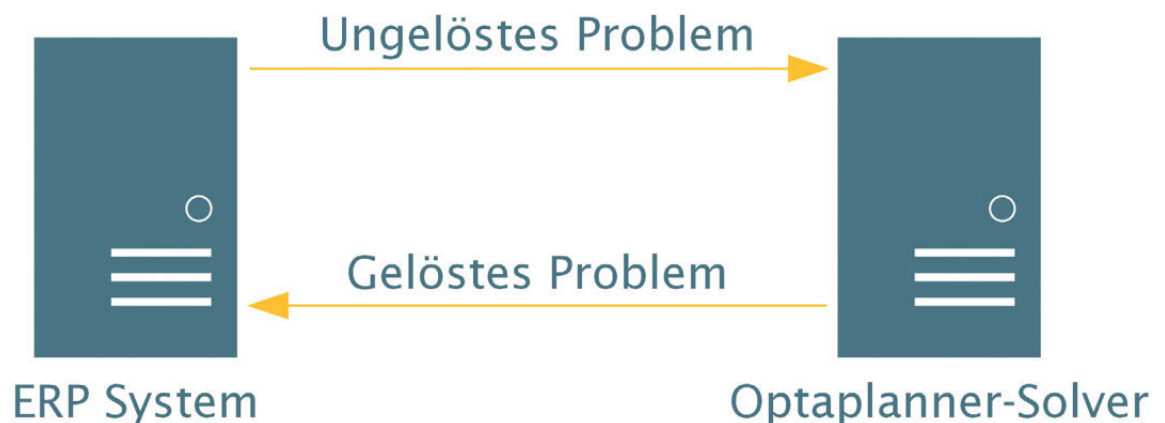 Ungelöstes Problem
Gelöstes Problem
ERP System
Optaplanner-Solver